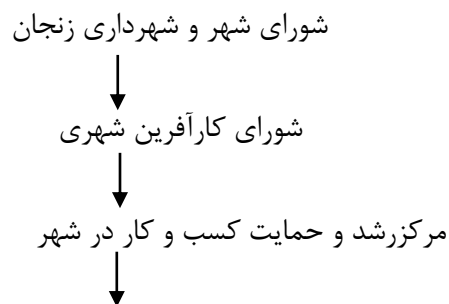 شورای شهر و شهرداری زنجان
شورای کارآفرین شهری
مرکزرشد و حمایت کسب و کار در شهر